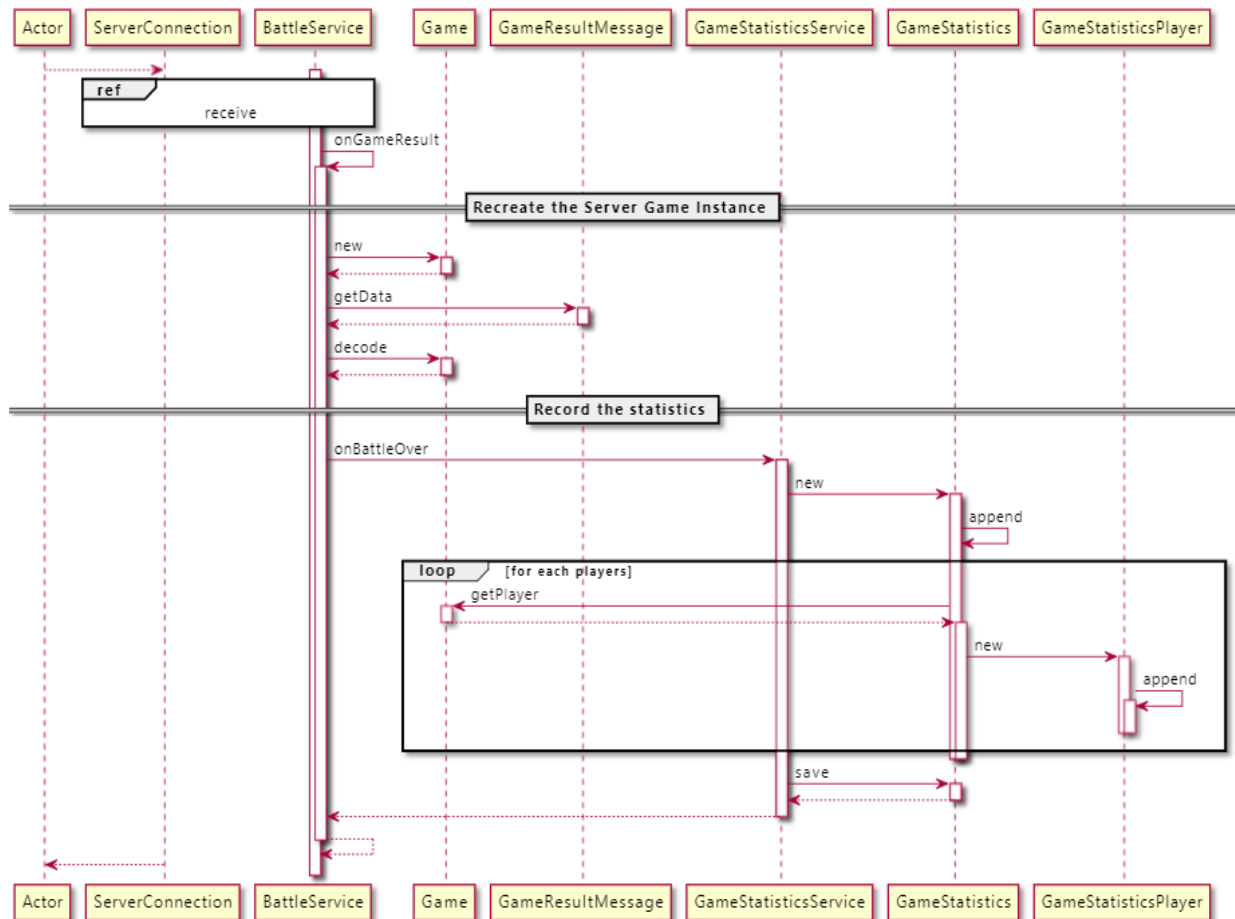 Actor ServerConnection BattleService Game GameResultMessage GameStatisticsService GameStatistics GameStatisticsPlayer
ref
receive
onGameResult
Recreate the Server Game Instance
new
getData
decode
Record the statistics
onBattleOver
new
append
loop [for each players]
getPlayer
new
append
save
Actor ServerConnection BattleService Game GameResultMessage GameStatisticsService GameStatistics GameStatisticsPlayer